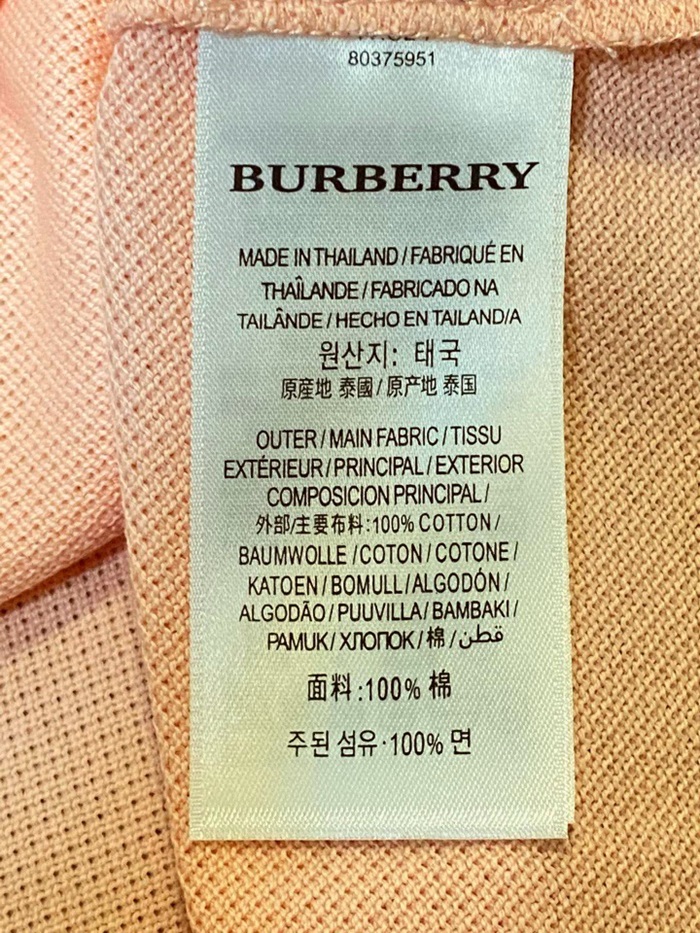 80375951
BURBERRY
MADE IN THAILAND / FABRIQUÉ EN
THAÏLANDE / FABRICADO NA
TAILÂNDE / HECHO EN TAILAND/A
원산지: 태국
原産地 泰國 / 原产地 泰国
OUTER / MAIN FABRIC / TISSU
EXTÉRIEUR / PRINCIPAL / EXTERIOR
COMPOSICION PRINCIPAL /
外部/主要布料:100% COTTON /
BAUMWOLLE / COTON / COTONE /
KATOEN / BOMULL / ALGODÓN /
ALGODÃO / PUUVILLA / BAMBAKI /
PAMUK / ХЛОПОК / 棉 / قطن
面料:100% 棉
주된 섬유·100% 면